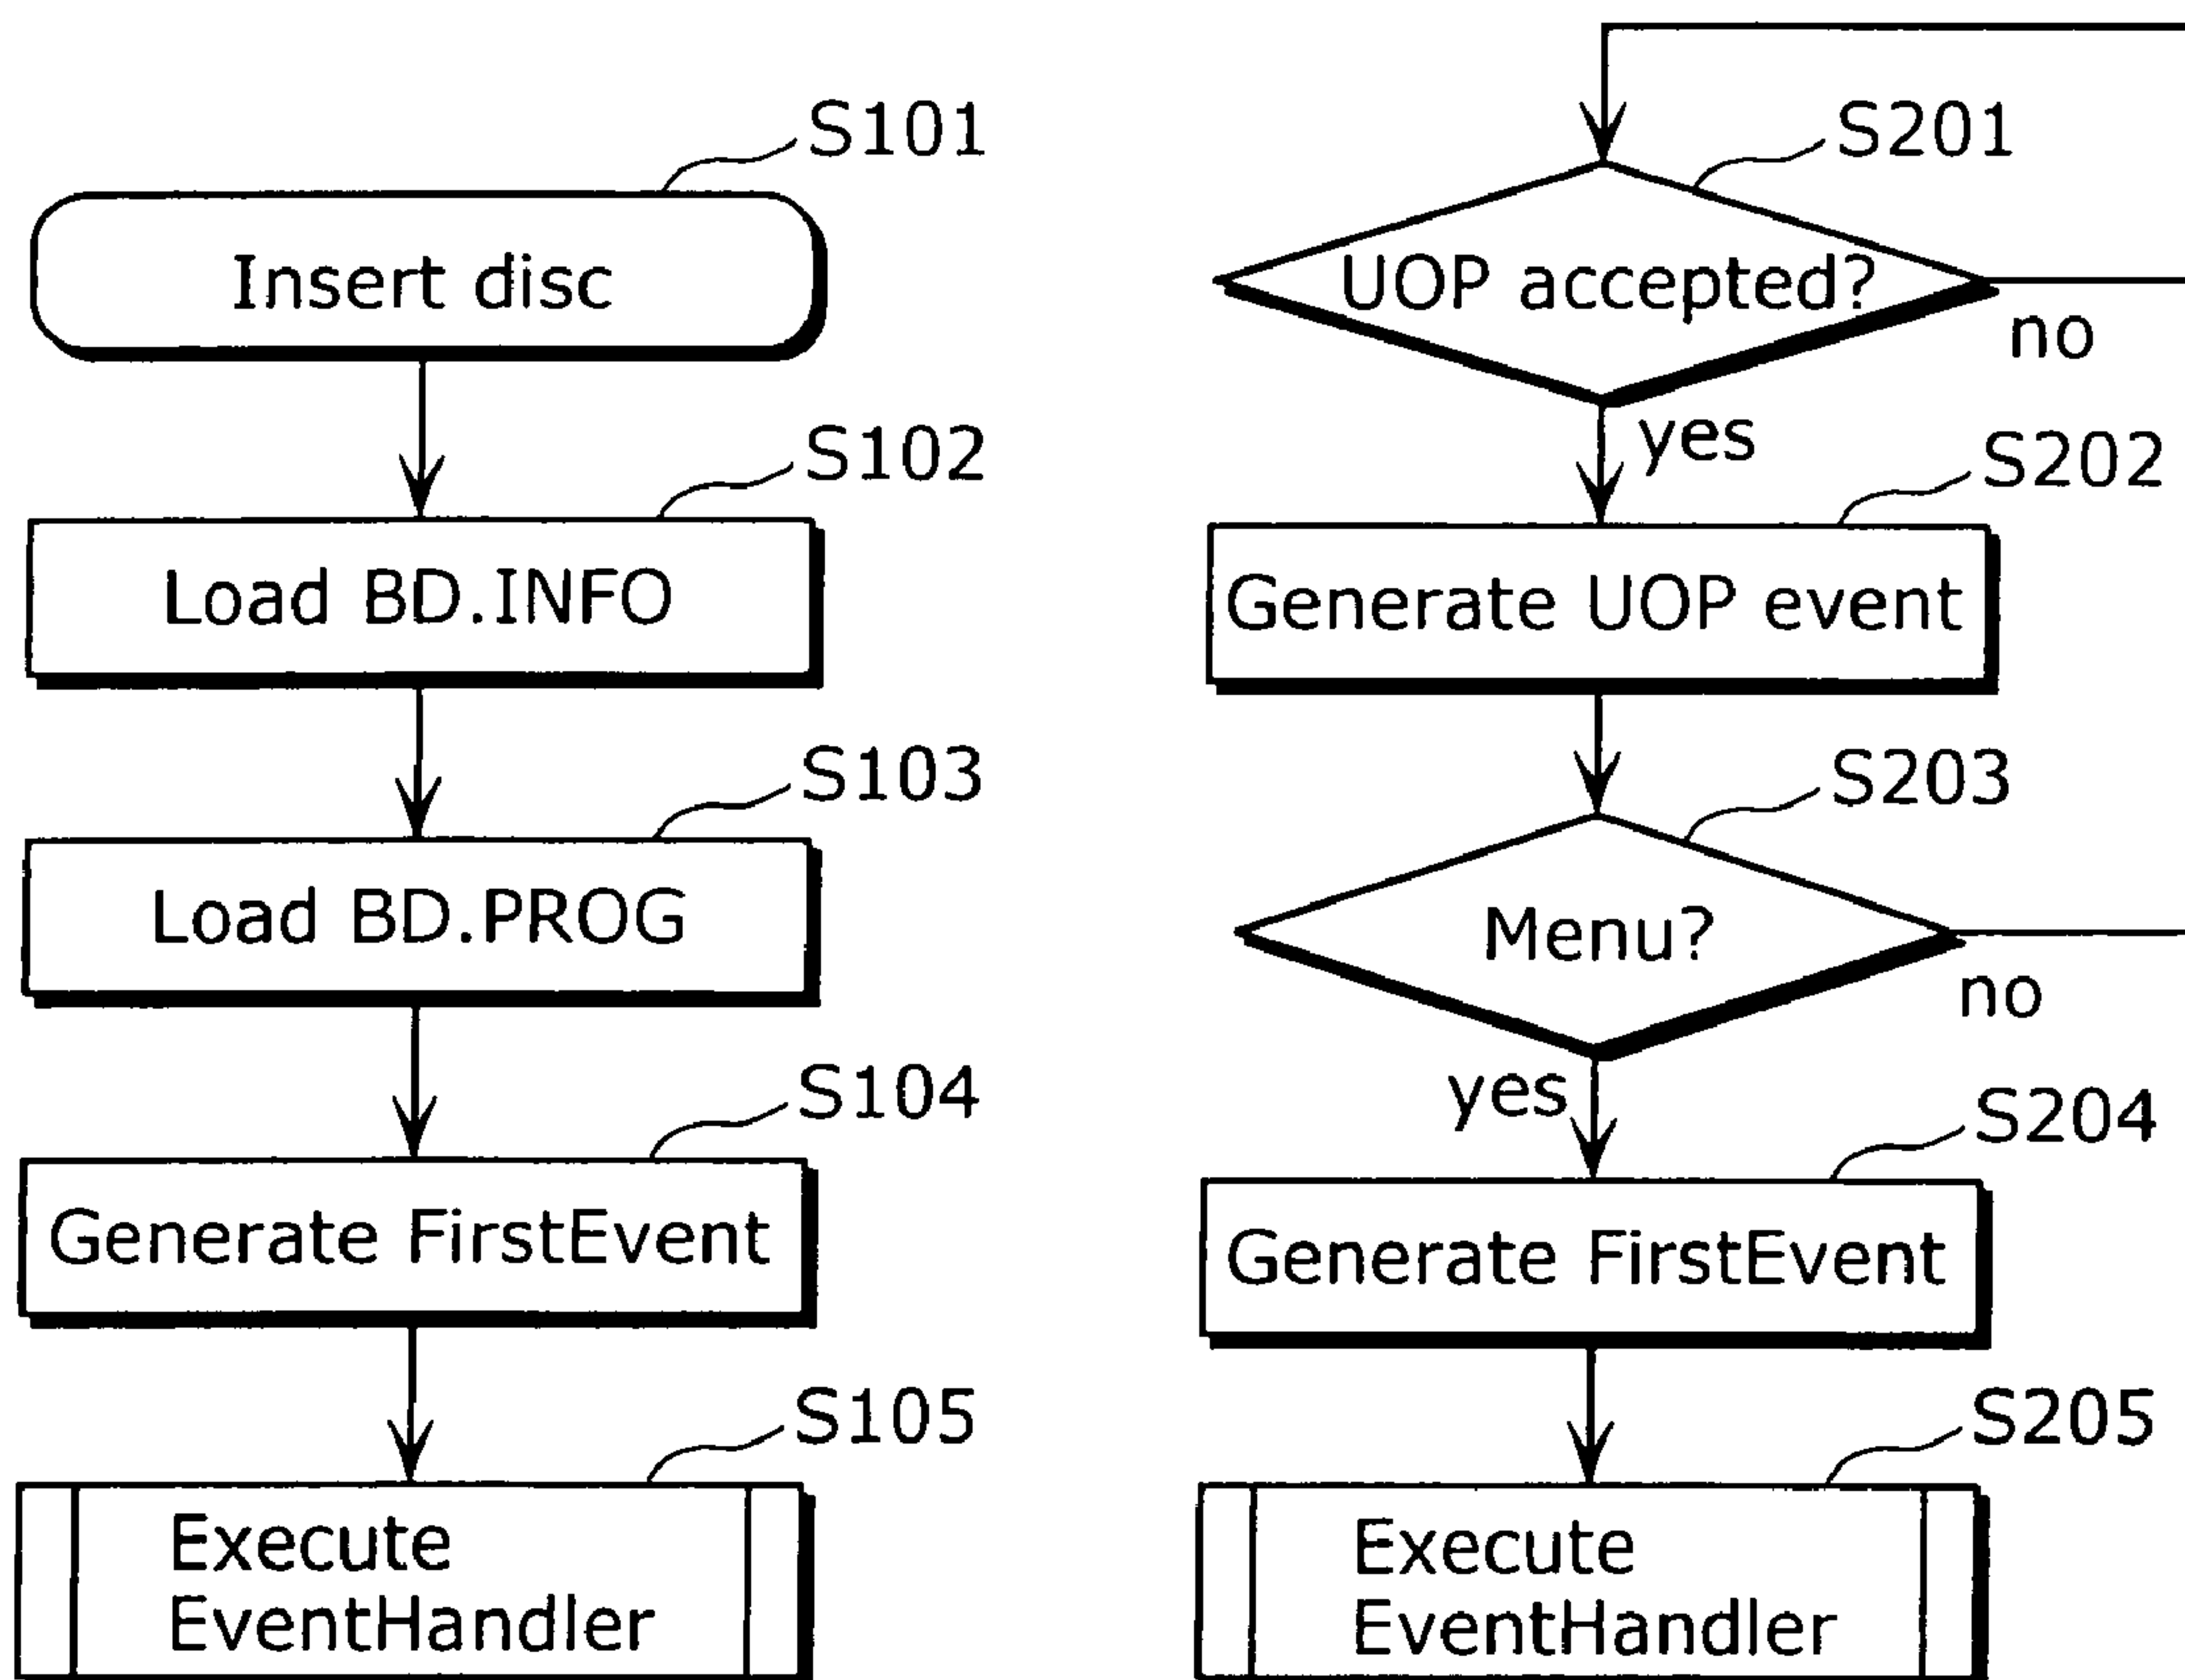 S101
Insert disc
S102
Load BD.INFO
S103
Load BD.PROG
S104
Generate FirstEvent
S105
Execute
EventHandler
S201
UOP accepted?
no
yes
S202
Generate UOP event
S203
Menu?
no
yes
S204
Generate FirstEvent
S205
Execute
EventHandler